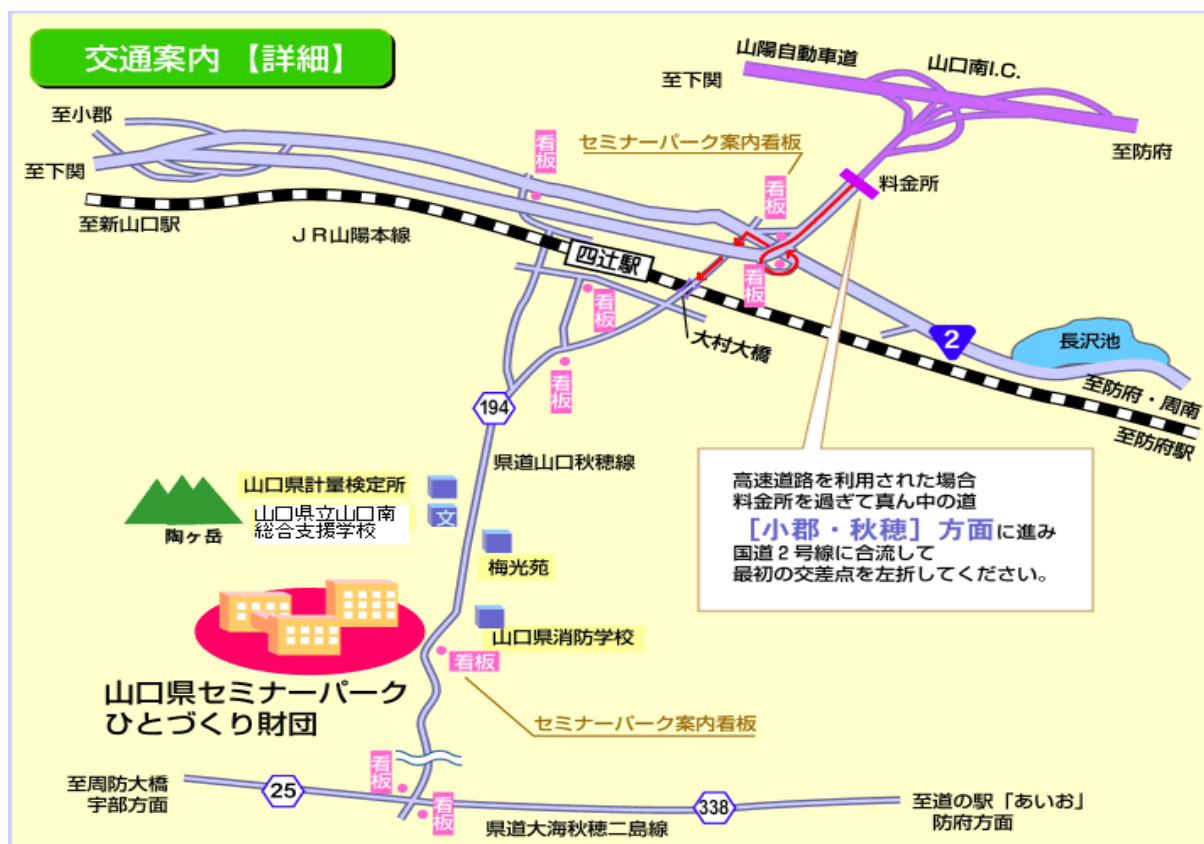 交通案内 【詳細】
山陽自動車道
山口南I.C.
至下関
至防府
至小郡
至下関
看板
セミナーパーク案内看板
看板
料金所
至新山口駅
JR山陽本線
四辻駅
看板
看板
大村大橋
2
長沢池
至防府・周南
至防府駅
看板
194
県道山口秋穂線
高速道路を利用された場合
料金所を過ぎて真ん中の道
[小郡・秋穂] 方面に進み
国道2号線に合流して
最初の交差点を左折してください。
山口県計量検定所
山口県立山口南
総合支援学校
文
陶ヶ岳
梅光苑
山口県消防学校
看板
山口県セミナーパーク
ひとづくり財団
セミナーパーク案内看板
至周防大橋
宇部方面
25
看板
看板
338
県道大海秋穂二島線
至道の駅「あいお」
防府方面